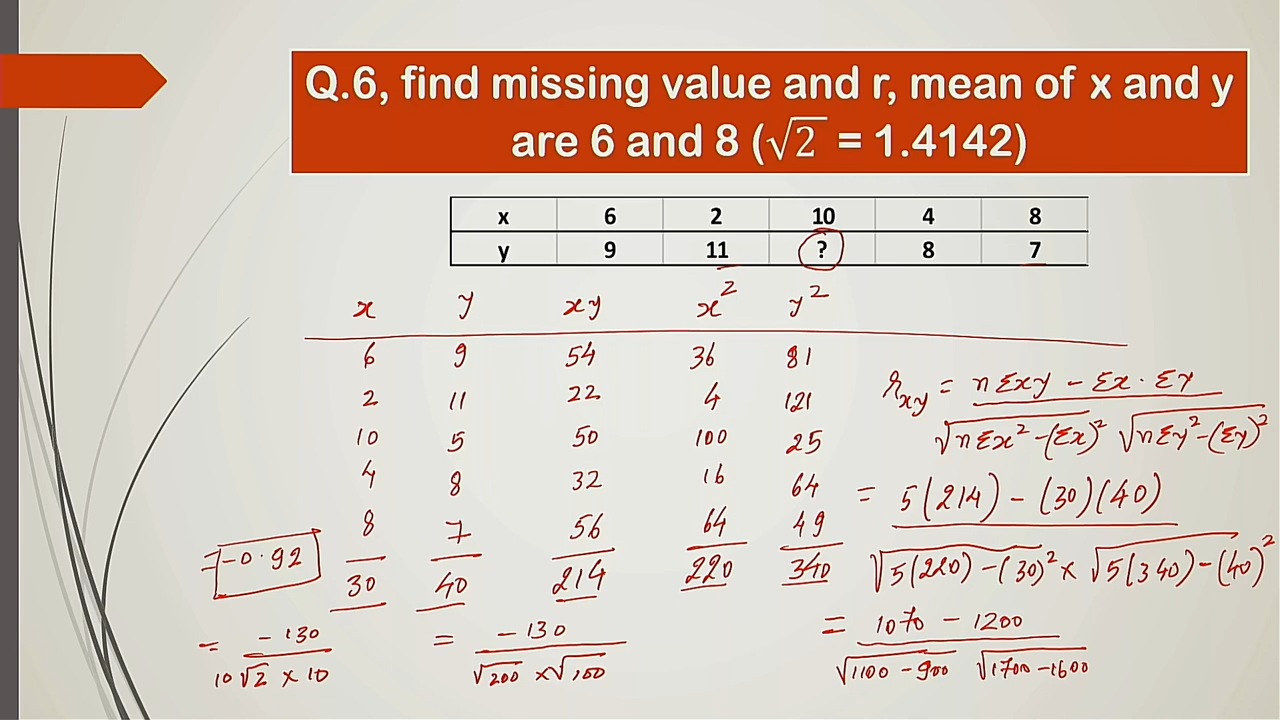 Q.6, find missing value and r, mean of x and y
are 6 and 8 (√2 = 1.4142)
x 6 2 10 4 8
y 9 11 ? 8 7
x y xy x² y²
6 9 54 36 81
2 11 22 4 121
10 5 50 100 25
4 8 32 16 64
8 7 56 64 49
30 40 214 220 340
r_xy = nΣxy - Σx · Σy / √nΣx² - (Σx)² √nΣy² - (Σy)²
= 5(214) - (30)(40) / √5(220) - (30)² × √5(340) - (40)²
= 1070 - 1200 / √1100 - 900 √1700 - 1600
= -130 / √200 × √100
= -130 / 10√2 × 10
= -0.92